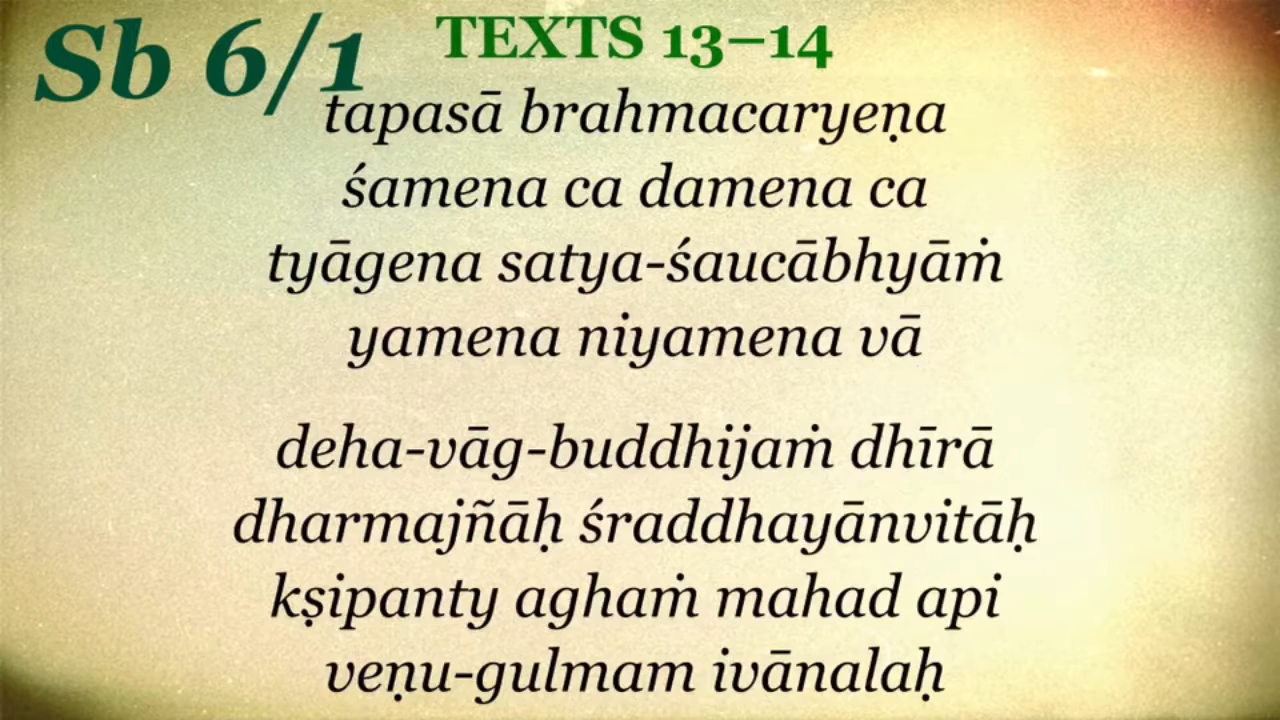 Sb 6/1
TEXTS 13–14
tapasā brahmacaryeṇa
śamena ca damena ca
tyāgena satya-śaucābhyāṁ
yamena niyamena vā
deha-vāg-buddhijaṁ dhīrā
dharmajñāḥ śraddhayānvitāḥ
kṣipanty aghaṁ mahad api
veṇu-gulmam ivānalaḥ